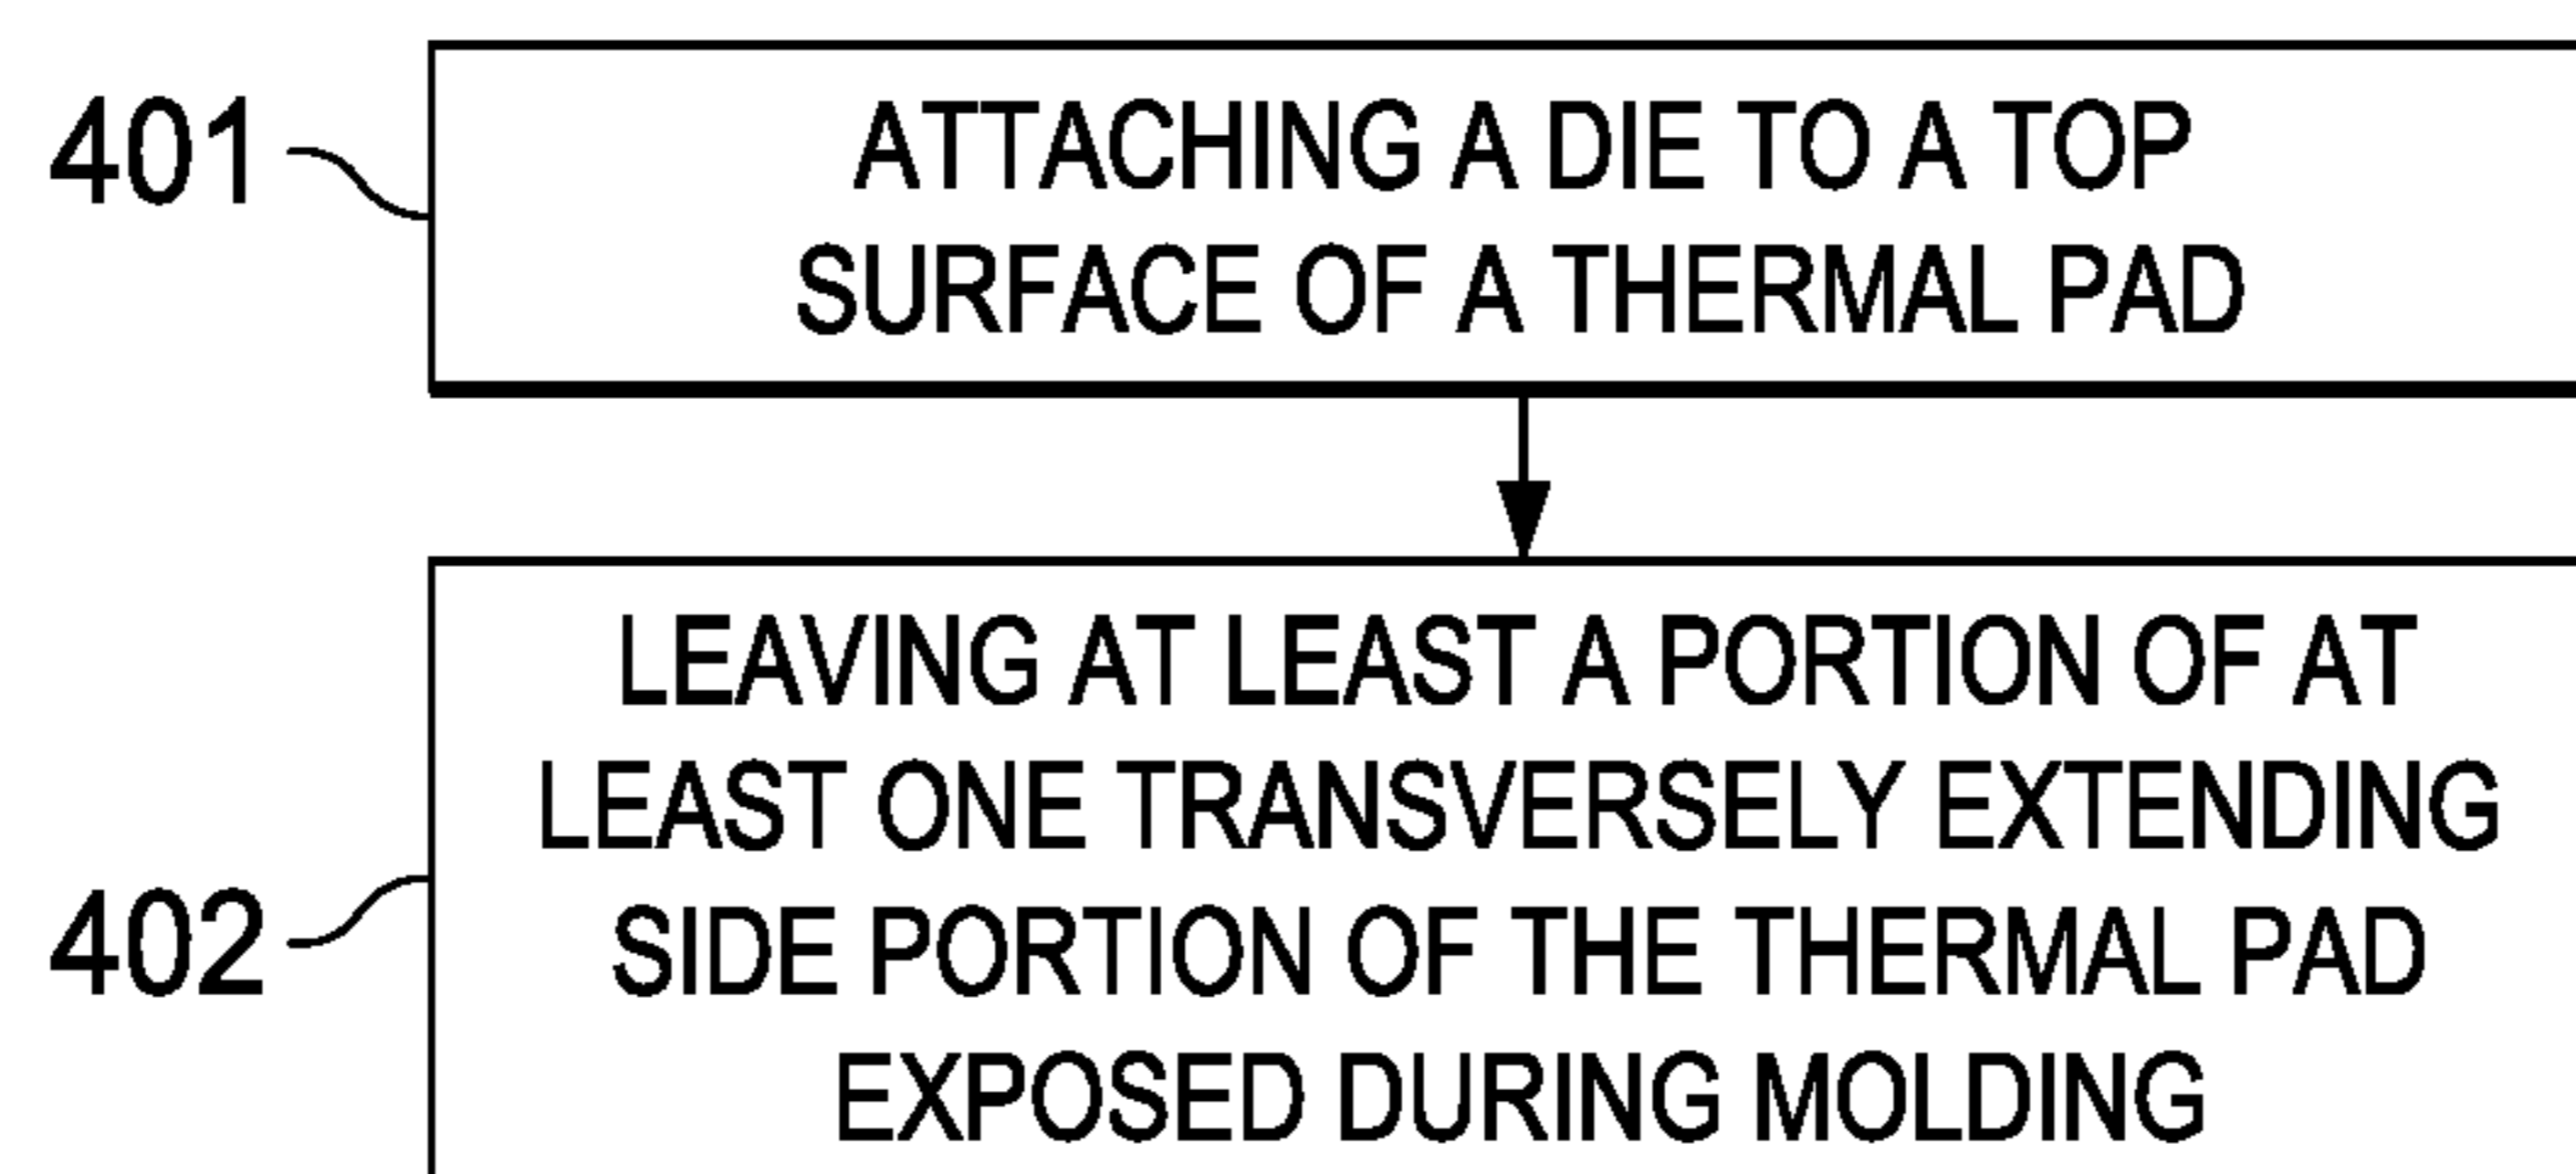 401
ATTACHING A DIE TO A TOP
SURFACE OF A THERMAL PAD
402
LEAVING AT LEAST A PORTION OF AT
LEAST ONE TRANSVERSELY EXTENDING
SIDE PORTION OF THE THERMAL PAD
EXPOSED DURING MOLDING